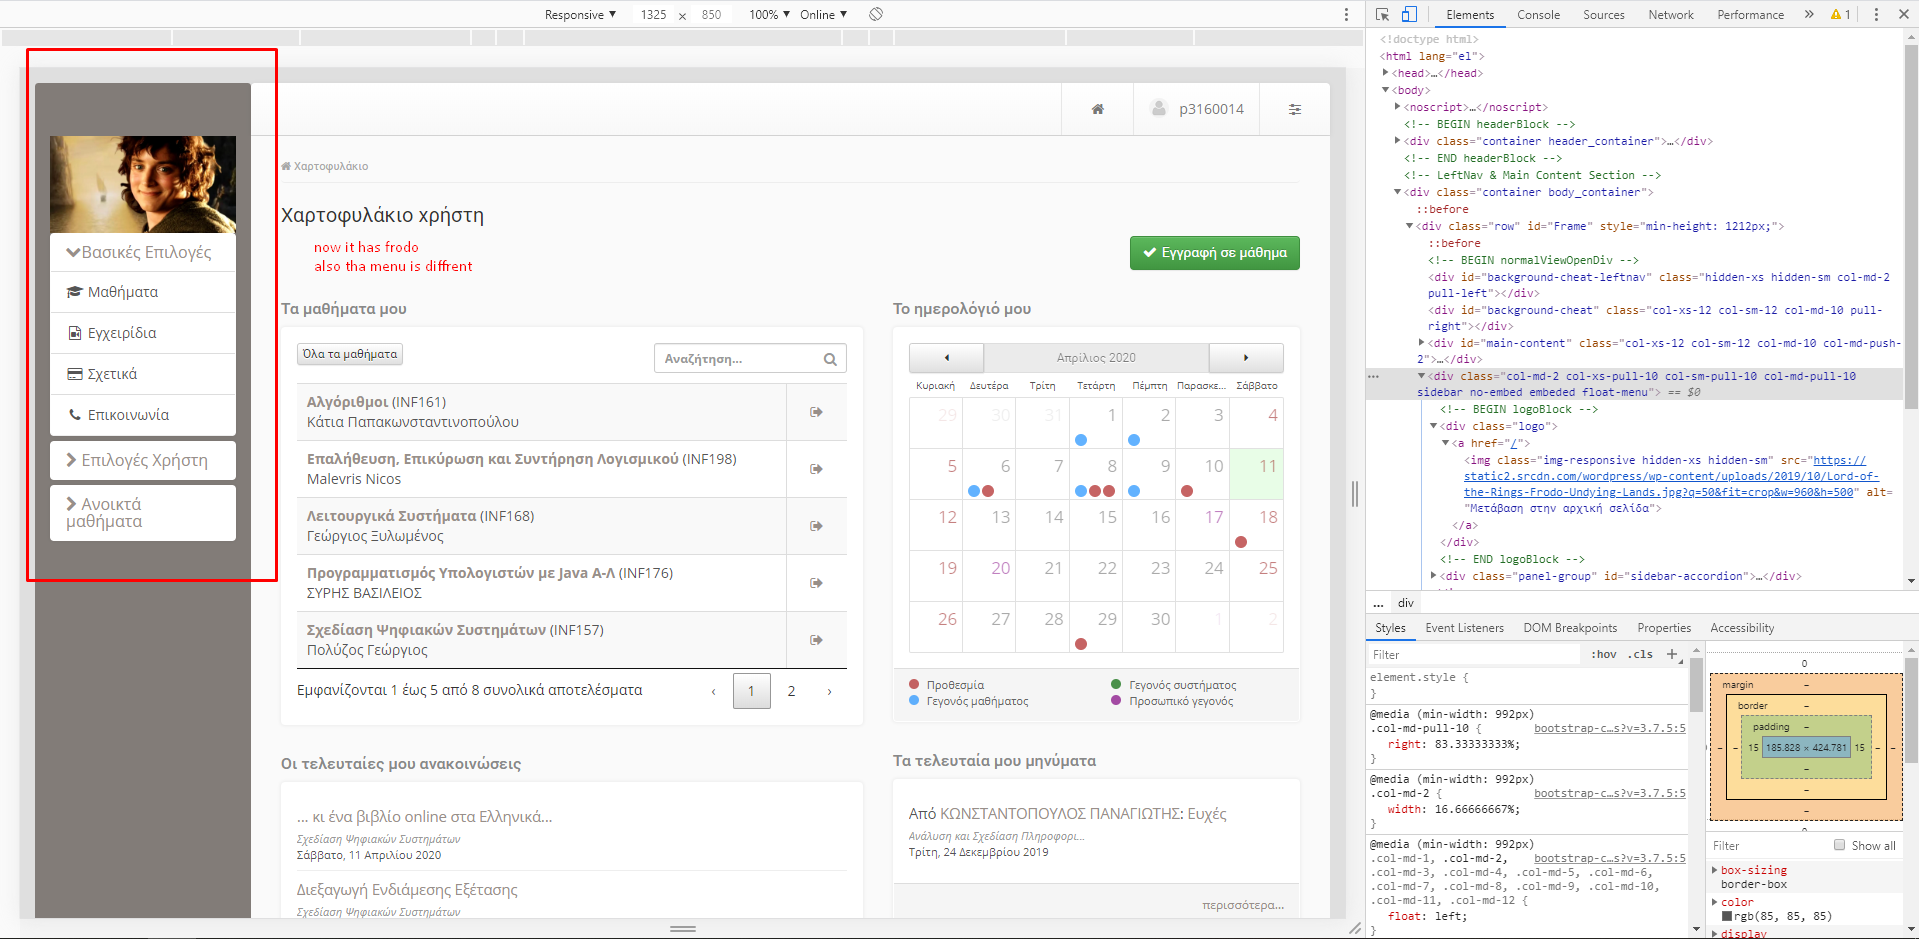 Responsive ▼ 1325 × 850 100% ▼ Online ▼
p3160014
Χαρτοφυλάκιο
Χαρτοφυλάκιο χρήστη
now it has frodo
also tha menu is diffrent
Εγγραφή σε μάθημα
Βασικές Επιλογές
Μαθήματα
Εγχειρίδια
Σχετικά
Επικοινωνία
Επιλογές Χρήστη
Ανοικτά
μαθήματα
Τα μαθήματα μου
Όλα τα μαθήματα
Αναζήτηση...
Αλγόριθμοι (INF161)
Κάτια Παπακωνσταντινοπούλου
Επαλήθευση, Επικύρωση και Συντήρηση Λογισμικού (INF198)
Malevris Nicos
Λειτουργικά Συστήματα (INF168)
Γεώργιος Ξυλωμένος
Προγραμματισμός Υπολογιστών με Java Α-Λ (INF176)
ΣΥΡΗΣ ΒΑΣΙΛΕΙΟΣ
Σχεδίαση Ψηφιακών Συστημάτων (INF157)
Πολύζος Γεώργιος
Εμφανίζονται 1 έως 5 από 8 συνολικά αποτελέσματα ‹ 1 2 ›
Το ημερολόγιό μου
Απρίλιος 2020
Κυριακή Δευτέρα Τρίτη Τετάρτη Πέμπτη Παρασκε... Σάββατο
29 30 31 1 2 3 4
5 6 7 8 9 10 11
12 13 14 15 16 17 18
19 20 21 22 23 24 25
26 27 28 29 30 1 2
Προθεσμία Γεγονός συστήματος
Γεγονός μαθήματος Προσωπικό γεγονός
Οι τελευταίες μου ανακοινώσεις
... κι ένα βιβλίο online στα Ελληνικά...
Σχεδίαση Ψηφιακών Συστημάτων
Σάββατο, 11 Απριλίου 2020
Διεξαγωγή Ενδιάμεσης Εξέτασης
Σχεδίαση Ψηφιακών Συστημάτων
Τα τελευταία μου μηνύματα
Από ΚΩΝΣΤΑΝΤΟΠΟΥΛΟΣ ΠΑΝΑΓΙΩΤΗΣ: Ευχές
Ανάλυση και Σχεδίαση Πληροφορι...
Τρίτη, 24 Δεκεμβρίου 2019
περισσότερα...
Elements Console Sources Network Performance » 1
<!doctype html>
<html lang="el">
<head>…</head>
<body>
<noscript>…</noscript>
<!-- BEGIN headerBlock -->
<div class="container header_container">…</div>
<!-- END headerBlock -->
<!-- LeftNav & Main Content Section -->
<div class="container body_container">
::before
<div class="row" id="Frame" style="min-height: 1212px;">
::before
<!-- BEGIN normalViewOpenDiv -->
<div id="background-cheat-leftnav" class="hidden-xs hidden-sm col-md-2
pull-left"></div>
<div id="background-cheat" class="col-xs-12 col-sm-12 col-md-10 pull-
right"></div>
<div id="main-content" class="col-xs-12 col-sm-12 col-md-10 col-md-push-
2">…</div>
<div class="col-md-2 col-xs-pull-10 col-sm-pull-10 col-md-pull-10
sidebar no-embed embeded float-menu"> == $0
<!-- BEGIN logoBlock -->
<div class="logo">
<a href="/">
<img class="img-responsive hidden-xs hidden-sm" src="https://
static2.srcdn.com/wordpress/wp-content/uploads/2019/10/Lord-of-
the-Rings-Frodo-Undying-Lands.jpg?q=50&fit=crop&w=960&h=500" alt=
"Μετάβαση στην αρχική σελίδα">
</a>
</div>
<!-- END logoBlock -->
<div class="panel-group" id="sidebar-accordion">…</div>
... div
Styles Event Listeners DOM Breakpoints Properties Accessibility
Filter :hov .cls +
element.style {
}
@media (min-width: 992px)
.col-md-pull-10 { bootstrap-c…s?v=3.7.5:5
right: 83.33333333%;
}
@media (min-width: 992px)
.col-md-2 { bootstrap-c…s?v=3.7.5:5
width: 16.66666667%;
}
@media (min-width: 992px)
.col-md-1, .col-md-2, bootstrap-c…s?v=3.7.5:5
.col-md-3, .col-md-4, .col-md-5, .col-md-6,
.col-md-7, .col-md-8, .col-md-9, .col-md-10,
.col-md-11, .col-md-12 {
float: left;
}
0
margin –
border –
padding –
– – 15 185.828 × 424.781 15 – –
–
–
–
Filter Show all
box-sizing
border-box
color
rgb(85, 85, 85)
display